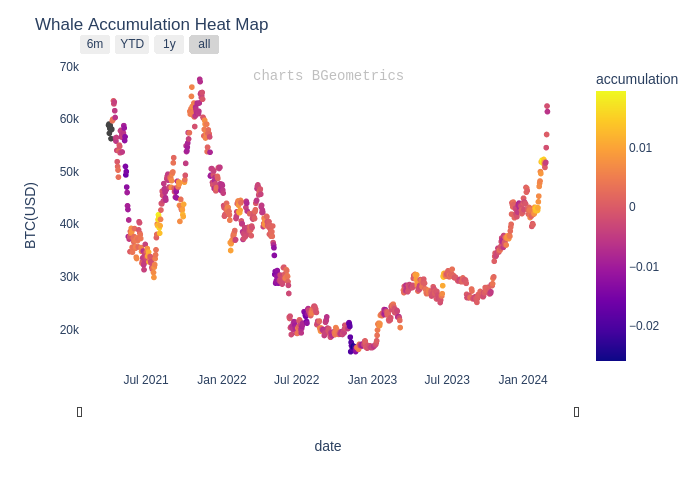 Whale Accumulation Heat Map
6m YTD 1y all
charts BGeometrics
accumulation
70k
60k
50k
40k
30k
20k
BTC(USD)
0.01
0
−0.01
−0.02
Jul 2021 Jan 2022 Jul 2022 Jan 2023 Jul 2023 Jan 2024
date